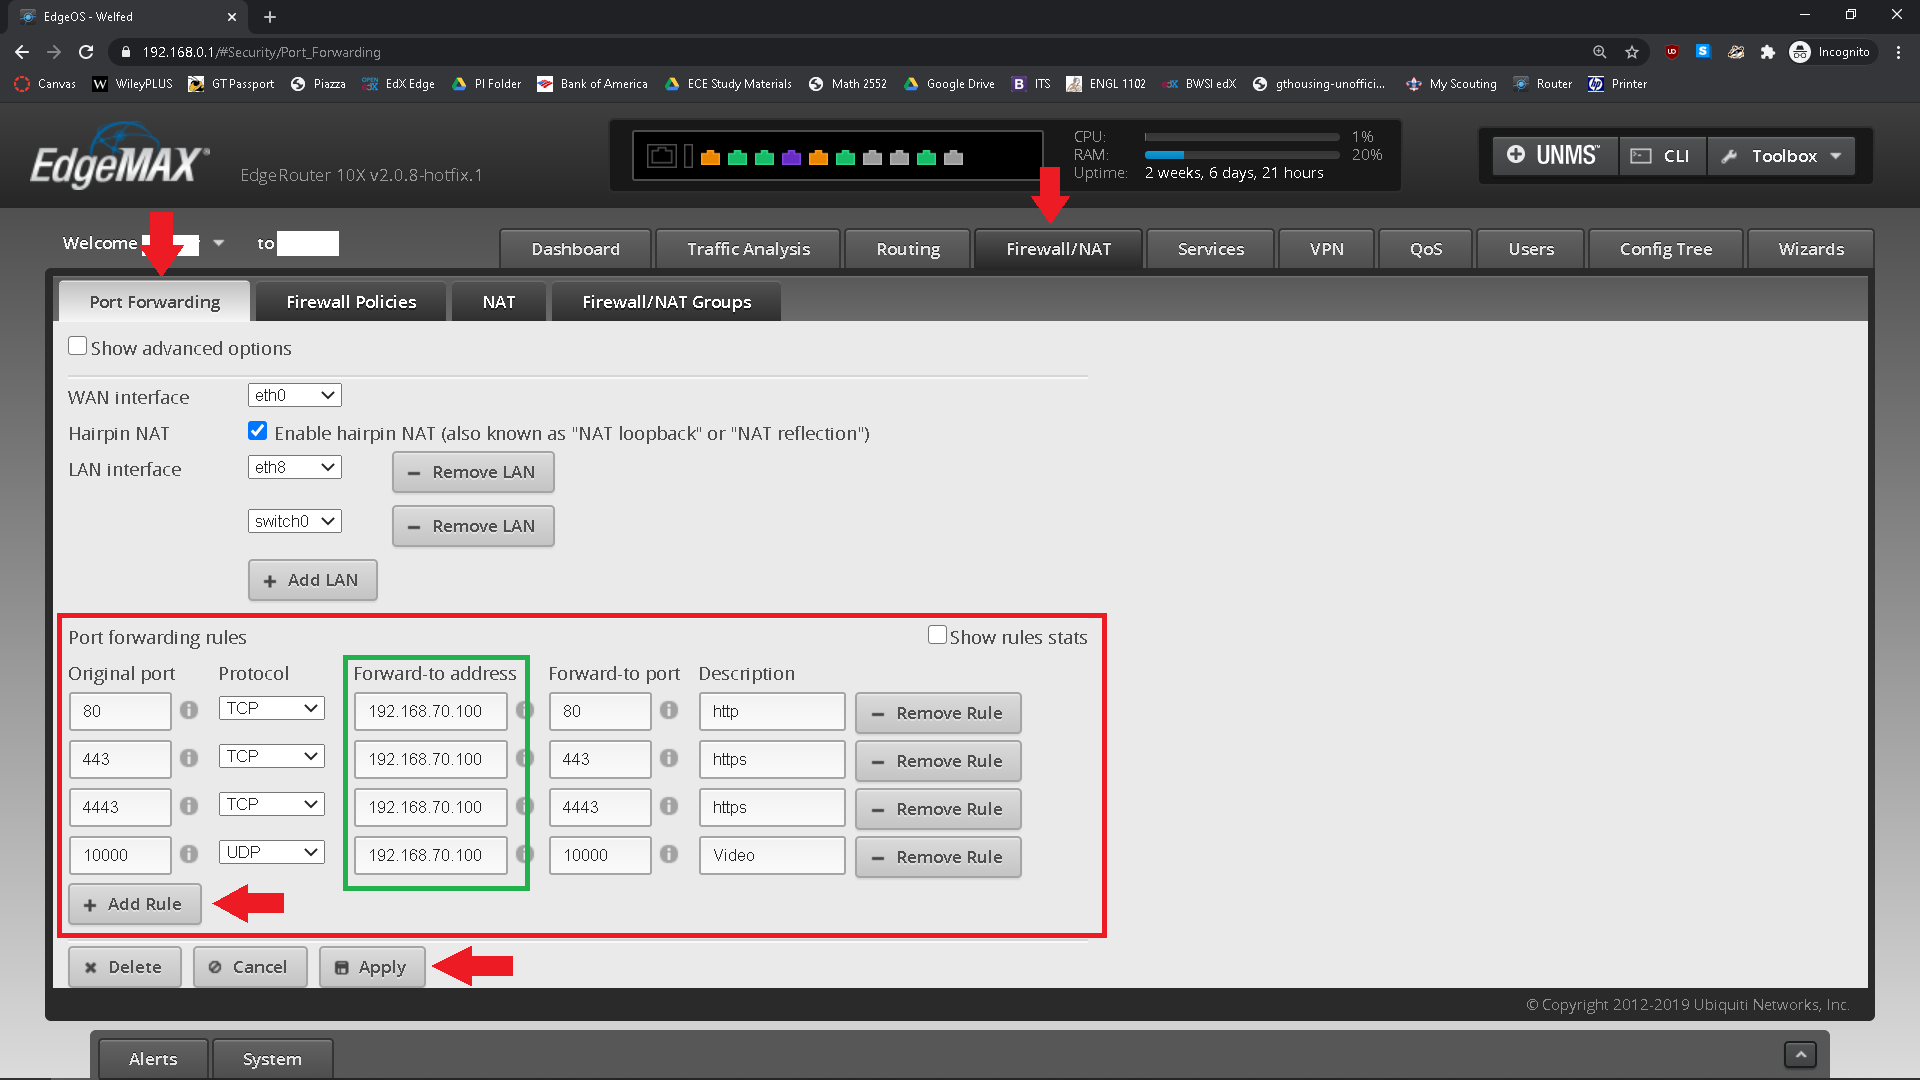 EdgeOS - Welfed
192.168.0.1/#Security/Port_Forwarding
Incognito
Canvas WileyPLUS GT Passport Piazza EdX Edge PI Folder Bank of America ECE Study Materials Math 2552 Google Drive ITS ENGL 1102 BWSI edX gthousing-unoffici... My Scouting Router Printer
EdgeMAX
EdgeRouter 10X v2.0.8-hotfix.1
CPU: 1%
RAM: 20%
Uptime: 2 weeks, 6 days, 21 hours
UNMS™ CLI Toolbox
Welcome to
Dashboard Traffic Analysis Routing Firewall/NAT Services VPN QoS Users Config Tree Wizards
Port Forwarding Firewall Policies NAT Firewall/NAT Groups
Show advanced options
WAN interface eth0
Hairpin NAT Enable hairpin NAT (also known as "NAT loopback" or "NAT reflection")
LAN interface eth8 Remove LAN
switch0 Remove LAN
Add LAN
Port forwarding rules Show rules stats
Original port Protocol Forward-to address Forward-to port Description
80 TCP 192.168.70.100 80 http Remove Rule
443 TCP 192.168.70.100 443 https Remove Rule
4443 TCP 192.168.70.100 4443 https Remove Rule
10000 UDP 192.168.70.100 10000 Video Remove Rule
Add Rule
Delete Cancel Apply
© Copyright 2012-2019 Ubiquiti Networks, Inc.
Alerts System